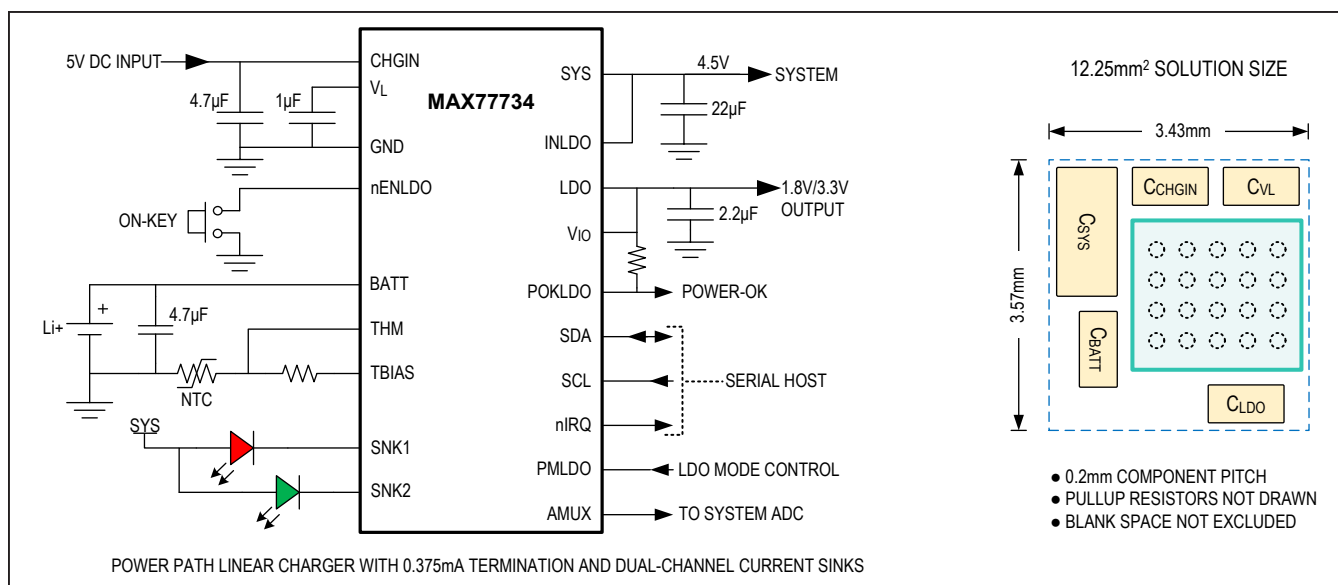 5V DC INPUT
4.7µF
1µF
ON-KEY
Li+
+
4.7µF
NTC
SYS
MAX77734
CHGIN
VL
GND
nENLDO
BATT
THM
TBIAS
SNK1
SNK2
SYS
INLDO
LDO
VIO
POKLDO
SDA
SCL
nIRQ
PMLDO
AMUX
4.5V
SYSTEM
22µF
1.8V/3.3V
OUTPUT
2.2µF
POWER-OK
SERIAL HOST
LDO MODE CONTROL
TO SYSTEM ADC
POWER PATH LINEAR CHARGER WITH 0.375mA TERMINATION AND DUAL-CHANNEL CURRENT SINKS
12.25mm² SOLUTION SIZE
3.43mm
3.57mm
CSYS
CCHGIN
CVL
CBATT
CLDO
● 0.2mm COMPONENT PITCH
● PULLUP RESISTORS NOT DRAWN
● BLANK SPACE NOT EXCLUDED